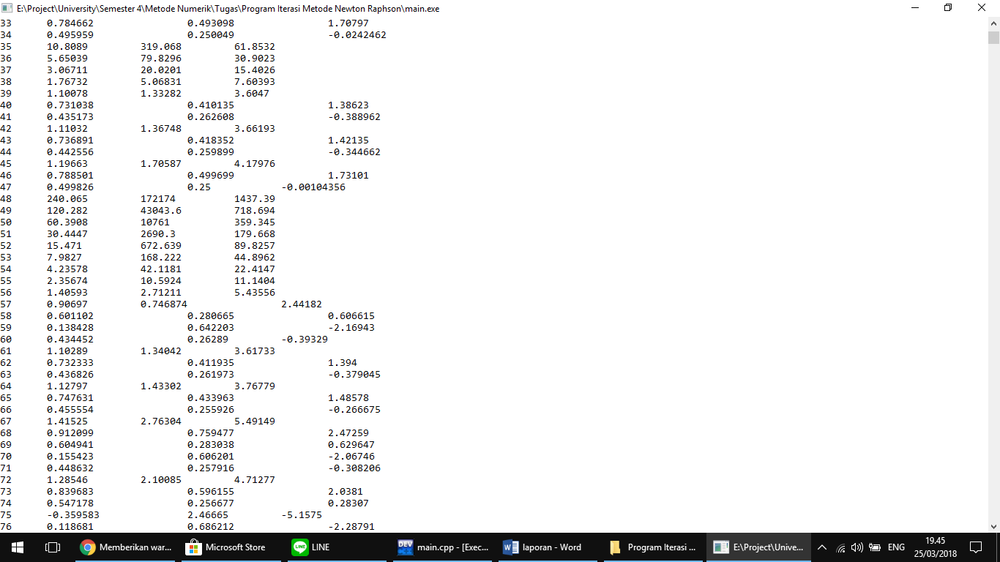 E:\Project\University\Semester 4\Metode Numerik\Tugas\Program Iterasi Metode Newton Raphson\main.exe
33 0.784662 0.493098 1.70797
34 0.495959 0.250049 -0.0242462
35 10.8089 319.068 61.8532
36 5.65039 79.8296 30.9023
37 3.06711 20.0201 15.4026
38 1.76732 5.06831 7.60393
39 1.10078 1.33282 3.6047
40 0.731038 0.410135 1.38623
41 0.435173 0.262608 -0.388962
42 1.11032 1.36748 3.66193
43 0.736891 0.418352 1.42135
44 0.442556 0.259899 -0.344662
45 1.19663 1.70587 4.17976
46 0.788501 0.499699 1.73101
47 0.499826 0.25 -0.00104356
48 240.065 172174 1437.39
49 120.282 43043.6 718.694
50 60.3908 10761 359.345
51 30.4447 2690.3 179.668
52 15.471 672.639 89.8257
53 7.9827 168.222 44.8962
54 4.23578 42.1181 22.4147
55 2.35674 10.5924 11.1404
56 1.40593 2.71211 5.43556
57 0.90697 0.746874 2.44182
58 0.601102 0.280665 0.606615
59 0.138428 0.642203 -2.16943
60 0.434452 0.26289 -0.39329
61 1.10289 1.34042 3.61733
62 0.732333 0.411935 1.394
63 0.436826 0.261973 -0.379045
64 1.12797 1.43302 3.76779
65 0.747631 0.433963 1.48578
66 0.455554 0.255926 -0.266675
67 1.41525 2.76304 5.49149
68 0.912099 0.759477 2.47259
69 0.604941 0.283038 0.629647
70 0.155423 0.606201 -2.06746
71 0.448632 0.257916 -0.308206
72 1.28546 2.10085 4.71277
73 0.839683 0.596155 2.0381
74 0.547178 0.256677 0.28307
75 -0.359583 2.46665 -5.1575
76 0.118681 0.686212 -2.28791
Memberikan war... Microsoft Store LINE DEV main.cpp - [Exec... laporan - Word Program Iterasi ... E:\Project\Unive... ENG 19.45
25/03/2018